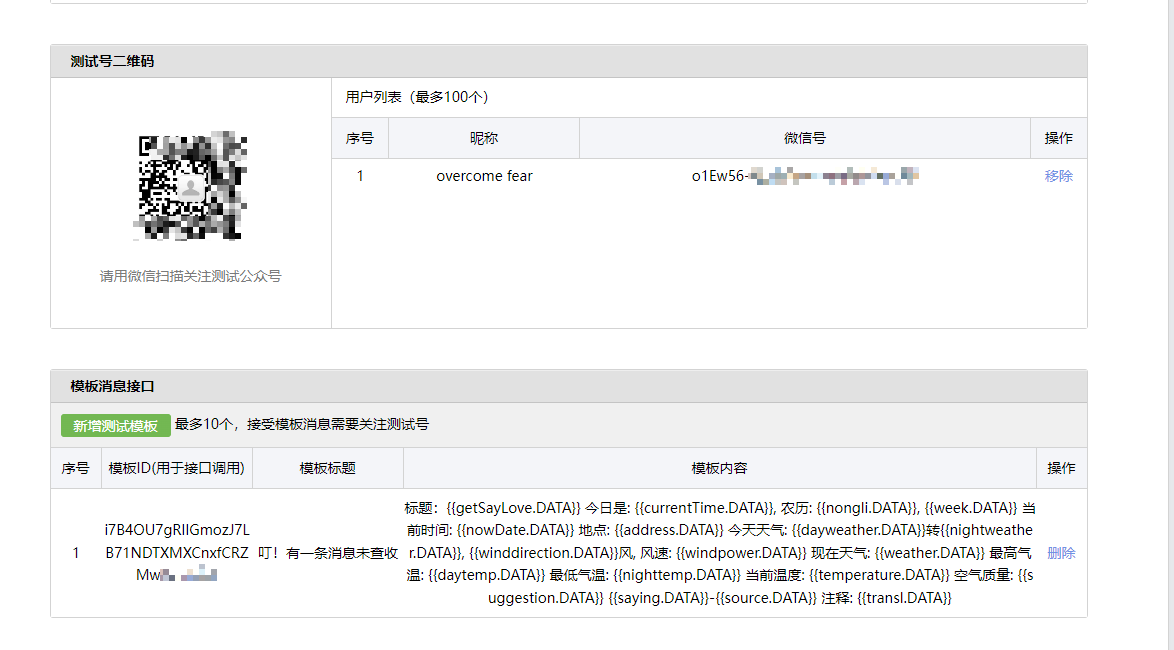 测试号二维码
用户列表（最多100个）
序号 昵称 微信号 操作
1 overcome fear o1Ew56- 移除
请用微信扫描关注测试公众号
模板消息接口
新增测试模板 最多10个，接受模板消息需要关注测试号
序号 模板ID(用于接口调用) 模板标题 模板内容 操作
1
i7B4OU7gRIIGmozJ7L
B71NDTXMXCnxfCRZ
Mw
叮！有一条消息未查收
标题：{{getSayLove.DATA}} 今日是: {{currentTime.DATA}}, 农历: {{nongli.DATA}}, {{week.DATA}} 当
前时间: {{nowDate.DATA}} 地点: {{address.DATA}} 今天天气: {{dayweather.DATA}}转{{nightweathe
r.DATA}}, {{winddirection.DATA}}风, 风速: {{windpower.DATA}} 现在天气: {{weather.DATA}} 最高气
温: {{daytemp.DATA}} 最低气温: {{nighttemp.DATA}} 当前温度: {{temperature.DATA}} 空气质量: {{s
uggestion.DATA}} {{saying.DATA}}-{{source.DATA}} 注释: {{transl.DATA}}
删除